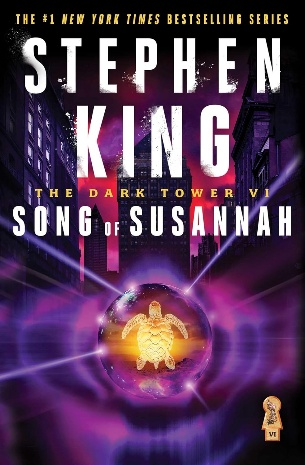 THE #1 NEW YORK TIMES BESTSELLING SERIES
STEPHEN
KING
THE DARK TOWER VI
SONG OF SUSANNAH
VI